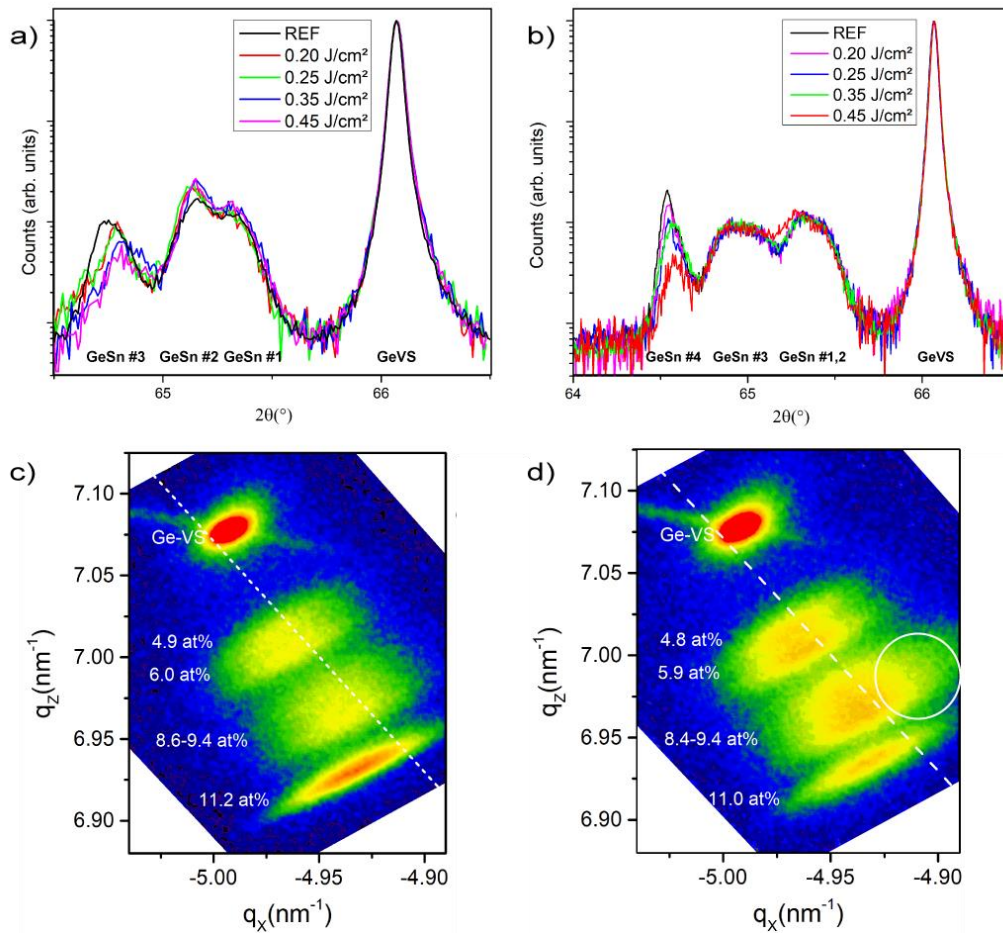 a)
REF
0.20 J/cm²
0.25 J/cm²
0.35 J/cm²
0.45 J/cm²
Counts (arb. units)
GeSn #3
GeSn #2
GeSn #1
GeVS
65
66
2θ(°)
b)
REF
0.20 J/cm²
0.25 J/cm²
0.35 J/cm²
0.45 J/cm²
Counts (arb. units)
GeSn #4
GeSn #3
GeSn #1,2
GeVS
64
65
66
2θ(°)
c)
7.10
7.05
7.00
6.95
6.90
qZ(nm-1)
Ge-VS
4.9 at%
6.0 at%
8.6-9.4 at%
11.2 at%
-5.00
-4.95
-4.90
qX(nm-1)
d)
7.10
7.05
7.00
6.95
6.90
qZ(nm-1)
Ge-VS
4.8 at%
5.9 at%
8.4-9.4 at%
11.0 at%
-5.00
-4.95
-4.90
qX(nm-1)